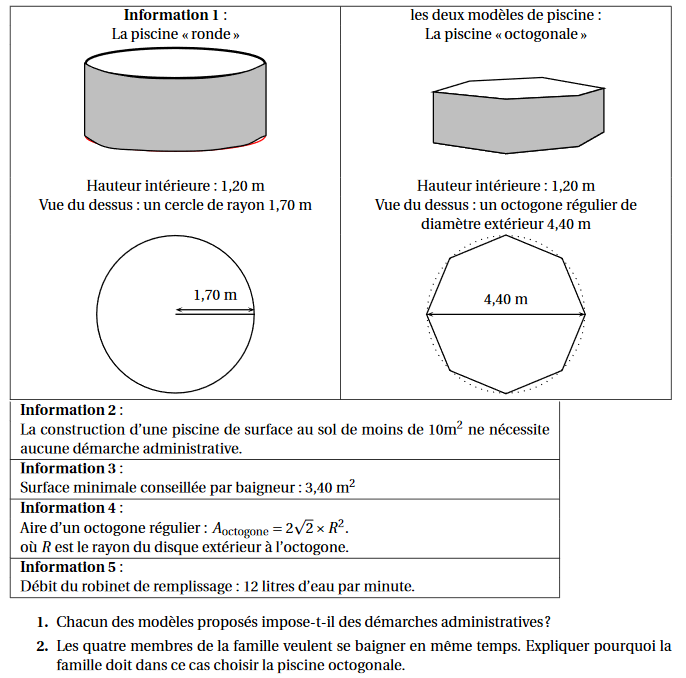 Information 1 :
La piscine « ronde »
Hauteur intérieure : 1,20 m
Vue du dessus : un cercle de rayon 1,70 m
1,70 m
les deux modèles de piscine :
La piscine « octogonale »
Hauteur intérieure : 1,20 m
Vue du dessus : un octogone régulier de
diamètre extérieur 4,40 m
4,40 m
Information 2 :
La construction d'une piscine de surface au sol de moins de 10m² ne nécessite
aucune démarche administrative.
Information 3 :
Surface minimale conseillée par baigneur : 3,40 m²
Information 4 :
Aire d'un octogone régulier : A_octogone = 2√2 × R².
où R est le rayon du disque extérieur à l'octogone.
Information 5 :
Débit du robinet de remplissage : 12 litres d'eau par minute.
1. Chacun des modèles proposés impose-t-il des démarches administratives?
2. Les quatre membres de la famille veulent se baigner en même temps. Expliquer pourquoi la
famille doit dans ce cas choisir la piscine octogonale.